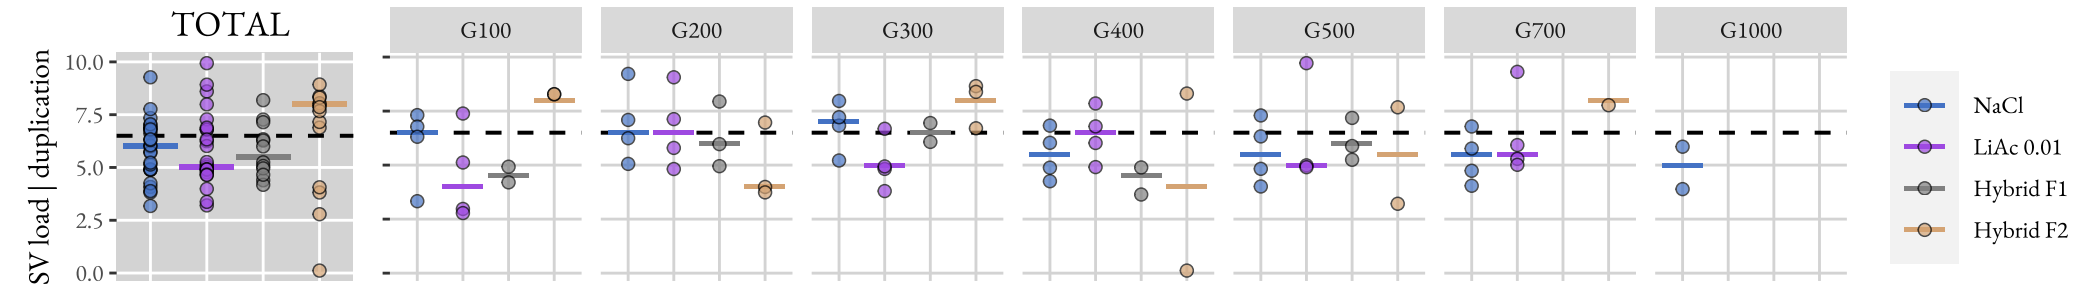 TOTAL
G100
G200
G300
G400
G500
G700
G1000
SV load | duplication
10.0
7.5
5.0
2.5
0.0
NaCl
LiAc 0.01
Hybrid F1
Hybrid F2